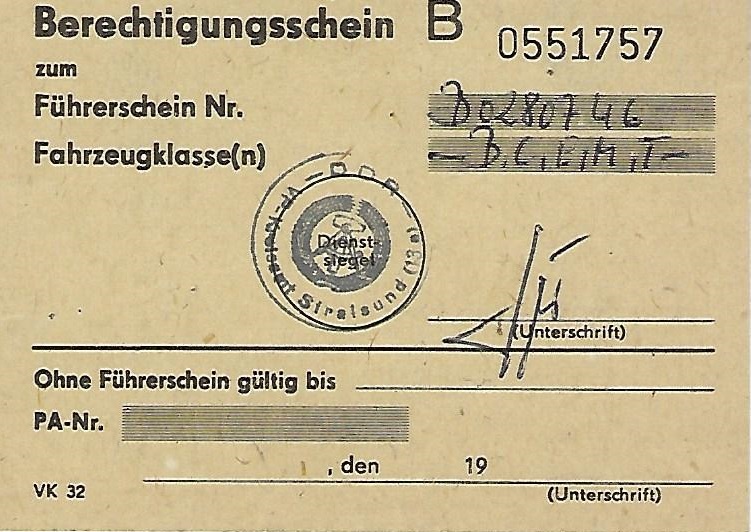 Berechtigungsschein B 0551757
zum
Führerschein Nr. D0280746
Fahrzeugklasse(n) – B, C, E, M, T –
– DDR –
VP-Kreisamt Stralsund (13a)
Dienst-
siegel
(Unterschrift)
Ohne Führerschein gültig bis
PA-Nr.
, den 19
VK 32 (Unterschrift)